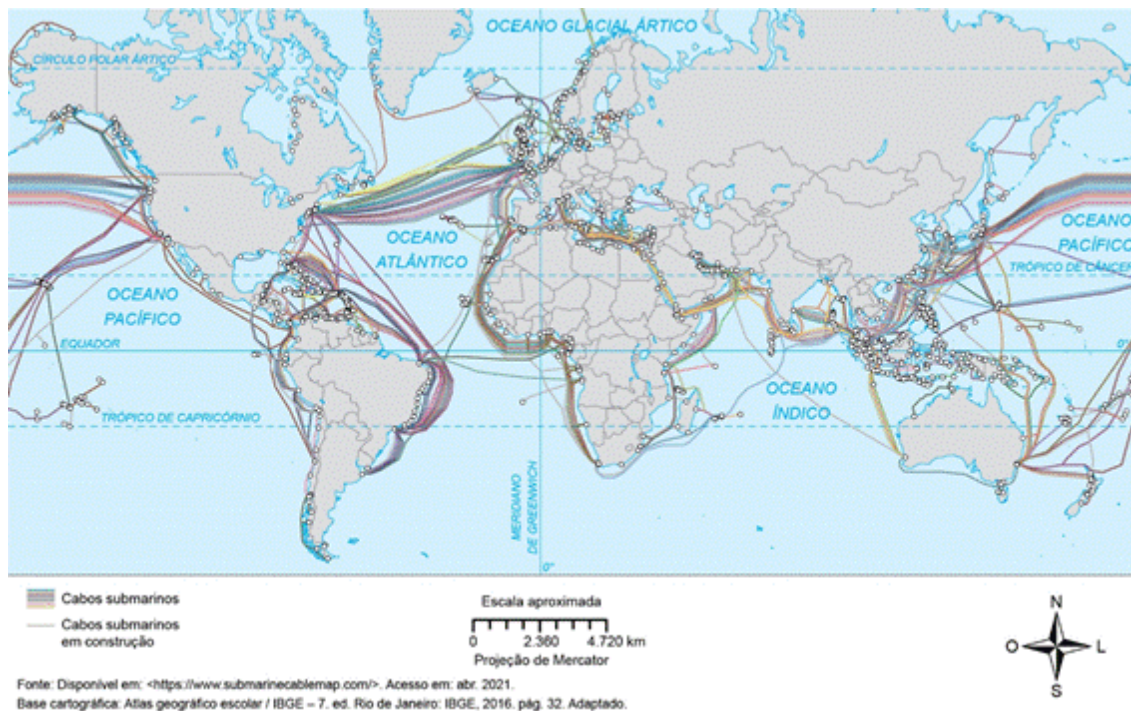 OCEANO GLACIAL ÁRTICO
CÍRCULO POLAR ÁRTICO
OCEANO
ATLÂNTICO
OCEANO
PACÍFICO
TRÓPICO DE CÂNCER
OCEANO
PACÍFICO
EQUADOR
0°
OCEANO
ÍNDICO
TRÓPICO DE CAPRICÓRNIO
MERIDIANO
DE GREENWICH
0°
Cabos submarinos
Cabos submarinos
em construção
Escala aproximada
0 2.360 4.720 km
Projeção de Mercator
N
O L
S
Fonte: Disponível em: <https://www.submarinecablemap.com/>. Acesso em: abr. 2021.
Base cartográfica: Atlas geográfico escolar / IBGE – 7. ed. Rio de Janeiro: IBGE, 2016. pág. 32. Adaptado.